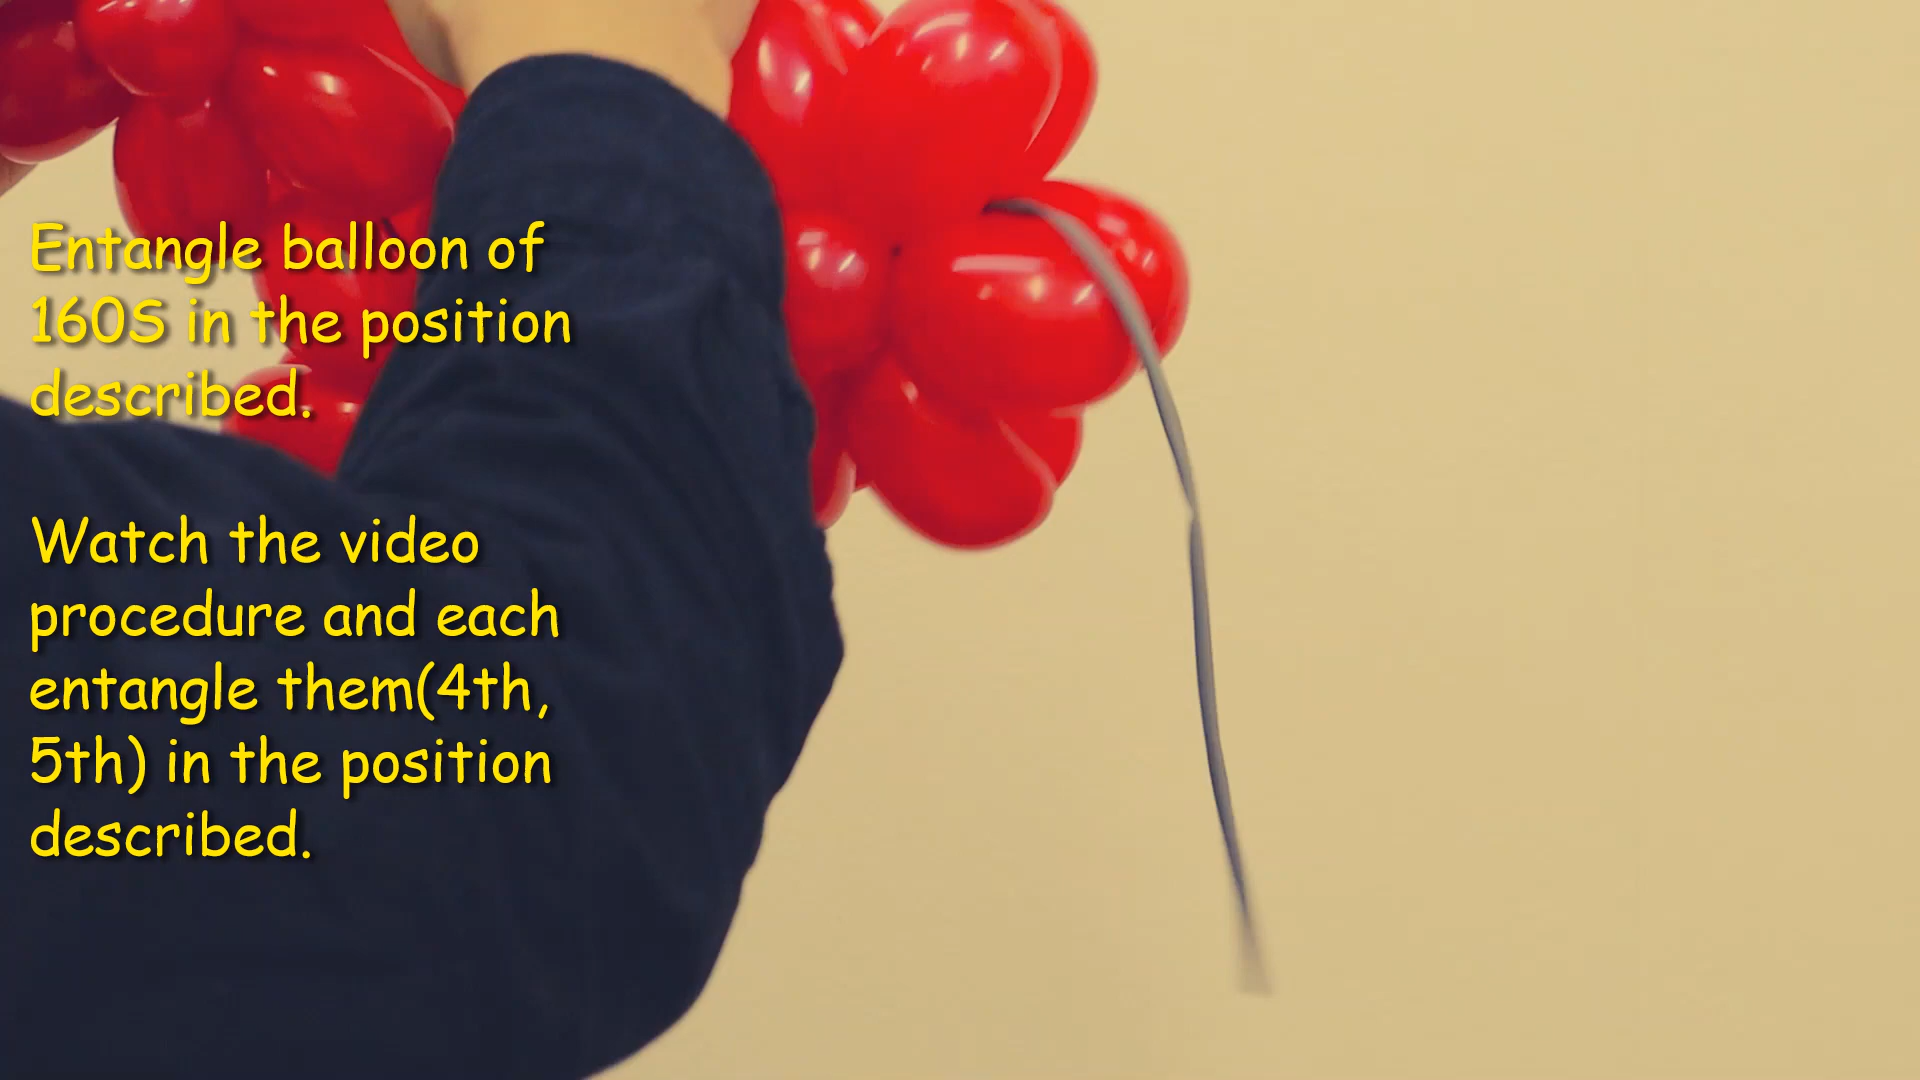 Entangle balloon of
160S in the position
described.
Watch the video
procedure and each
entangle them(4th,
5th) in the position
described.